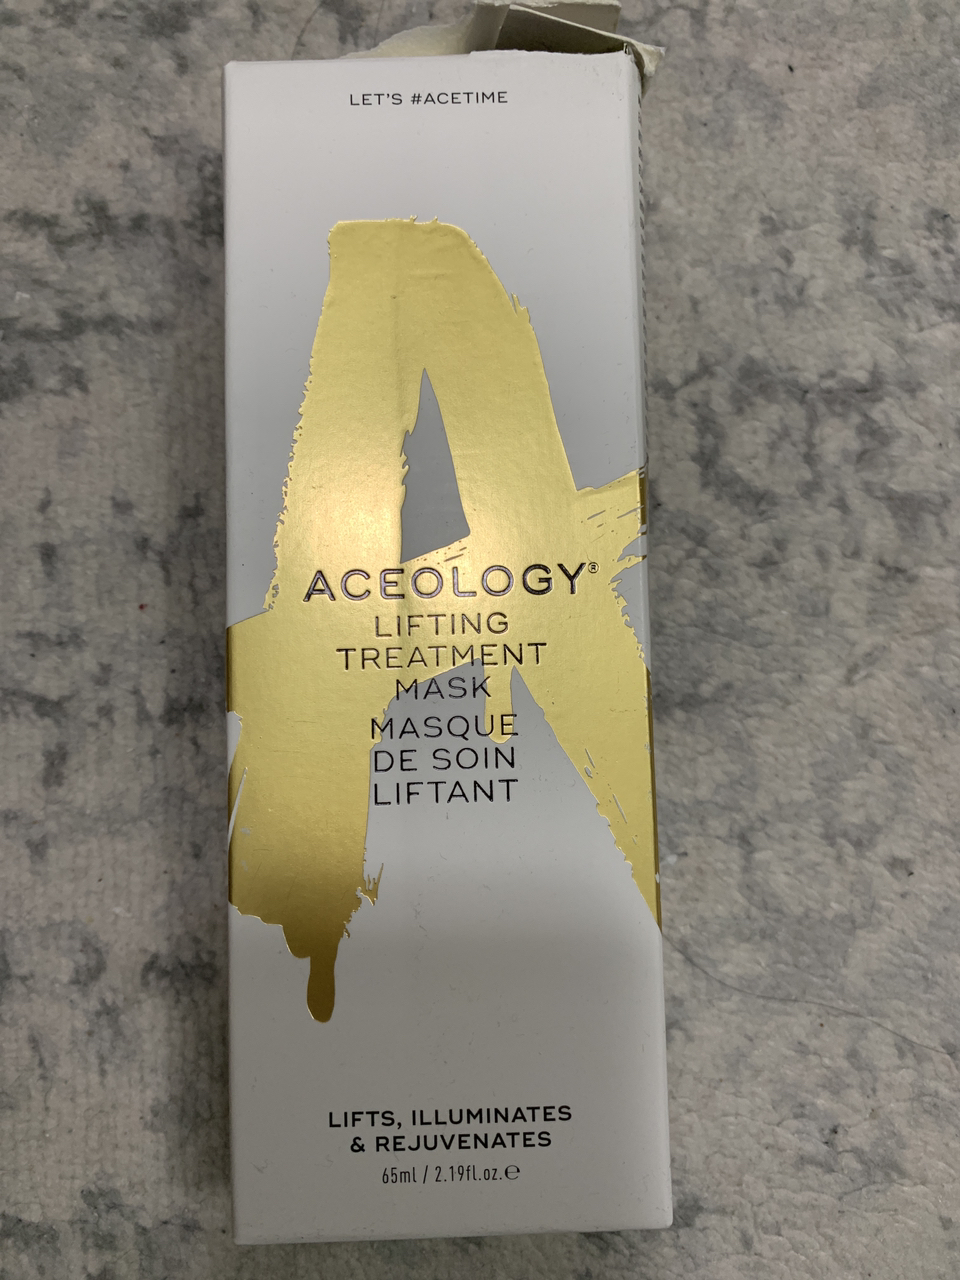 LET'S #ACETIME
ACEOLOGY®
LIFTING
TREATMENT
MASK
MASQUE
DE SOIN
LIFTANT
LIFTS, ILLUMINATES
& REJUVENATES
65ml / 2.19fl.oz.℮